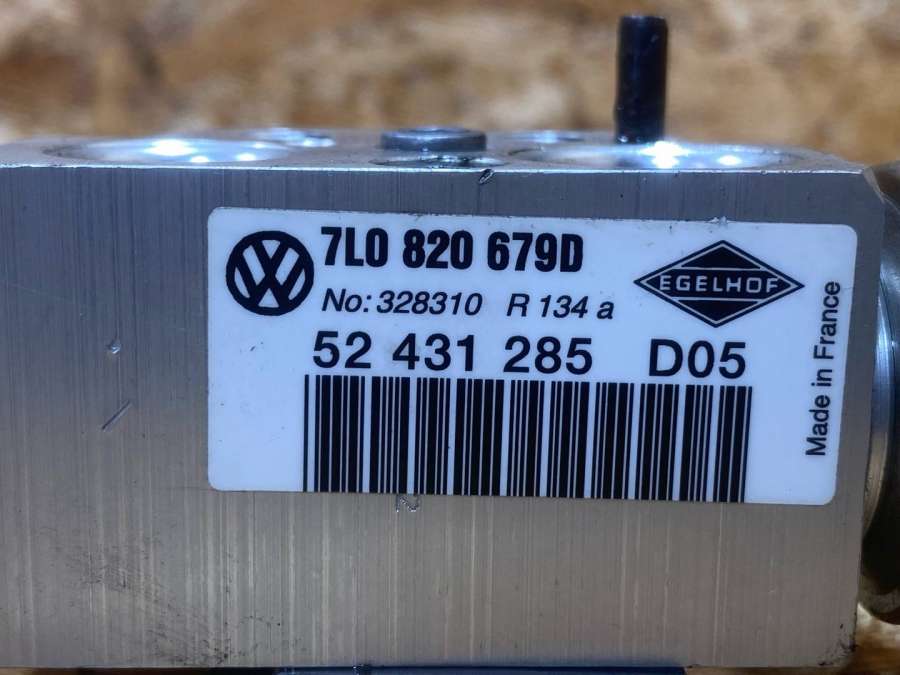 7L0 820 679D
No: 328310 R 134 a
52 431 285 D05
EGELHOF
Made in France